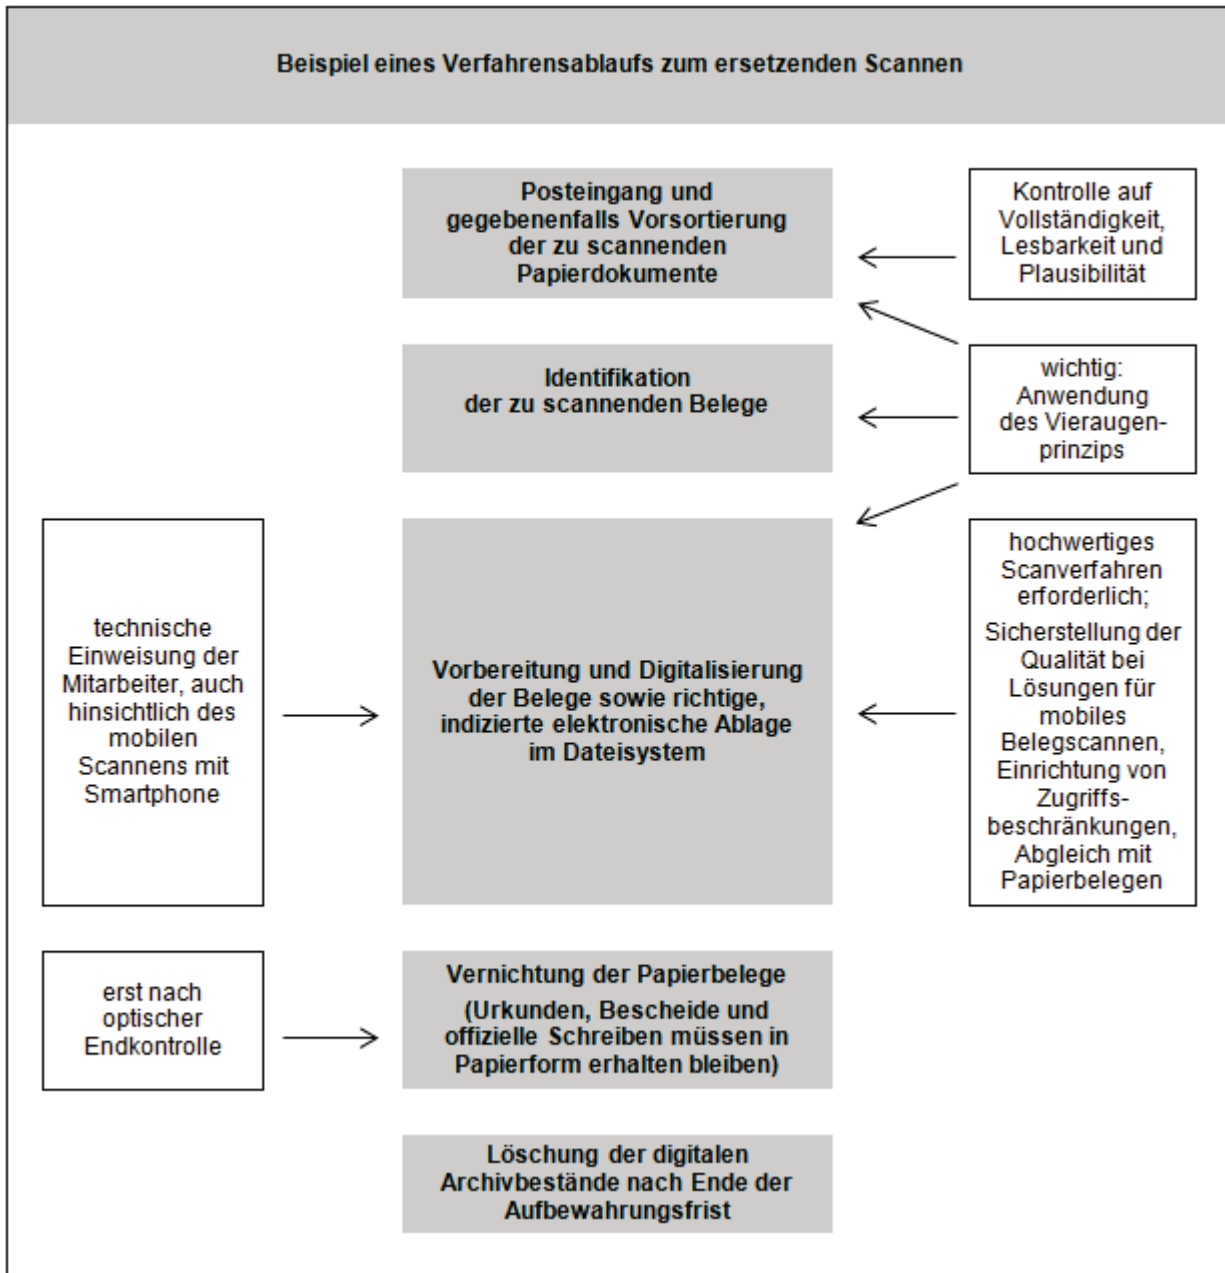 Beispiel eines Verfahrensablaufs zum ersetzenden Scannen
Posteingang und
gegebenenfalls Vorsortierung
der zu scannenden
Papierdokumente
Kontrolle auf
Vollständigkeit,
Lesbarkeit und
Plausibilität
Identifikation
der zu scannenden Belege
wichtig:
Anwendung
des Vieraugen-
prinzips
technische
Einweisung der
Mitarbeiter, auch
hinsichtlich des
mobilen
Scannens mit
Smartphone
Vorbereitung und Digitalisierung
der Belege sowie richtige,
indizierte elektronische Ablage
im Dateisystem
hochwertiges
Scanverfahren
erforderlich;
Sicherstellung der
Qualität bei
Lösungen für
mobiles
Belegscannen,
Einrichtung von
Zugriffs-
beschränkungen,
Abgleich mit
Papierbelegen
erst nach
optischer
Endkontrolle
Vernichtung der Papierbelege
(Urkunden, Bescheide und
offizielle Schreiben müssen in
Papierform erhalten bleiben)
Löschung der digitalen
Archivbestände nach Ende der
Aufbewahrungsfrist